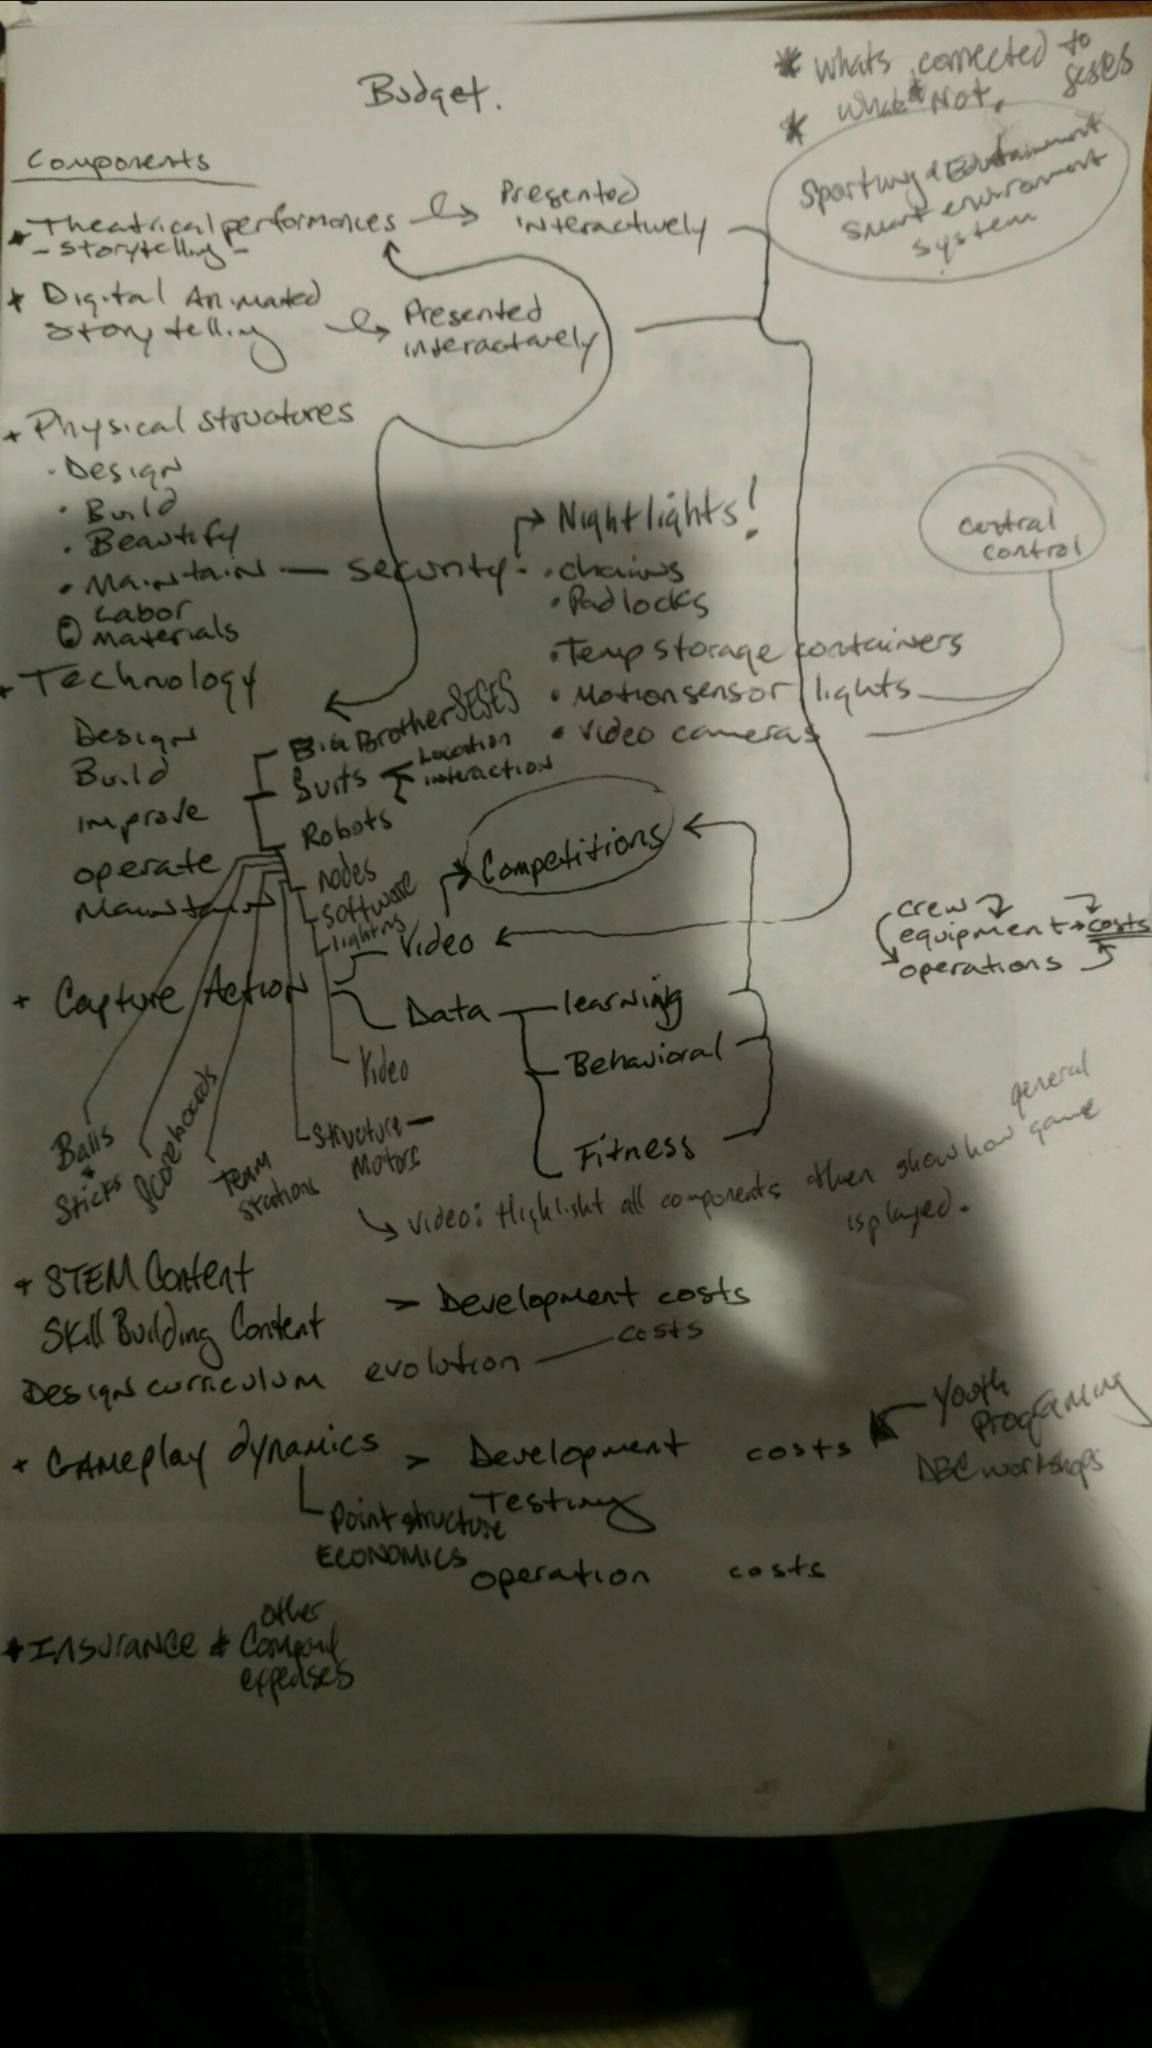 Budget.
* whats connected to SESES
* whats Not.
Sporting & Edutainment
smart environment
system
Components
* Theatrical performances
- storytelling -
Presented
interactively
* Digital Animated
storytelling
Presented
interactively
+ Physical structures
· Design
· Build
· Beautify
· Maintain — security
Labor
materials
Nightlights!
· chains
· Padlocks
· Temp storage containers
· Motion sensor lights
· video cameras
central
control
+ Technology
Design
Build
improve
operate
Maintain
Big Brother SESES
Suits
Location
interaction
Robots
nodes
software
lighting
Video
Structure —
Motors
Balls
+
Sticks
Scoreboards
Team
Stations
Competitions
+ Capture Action
Video
Data
learning
Behavioral
Fitness
crew
equipment → costs
operations
video: Highlight all components then show how general game
is played.
+ STEM Content
Skill Building Content
> Development costs
Design curriculum evolution — costs
+ Gameplay dynamics > Development costs
Youth
Programing
DBC workshops
Point structure
ECONOMICS
Testing
operation costs
* Insurance + other
Company
expenses